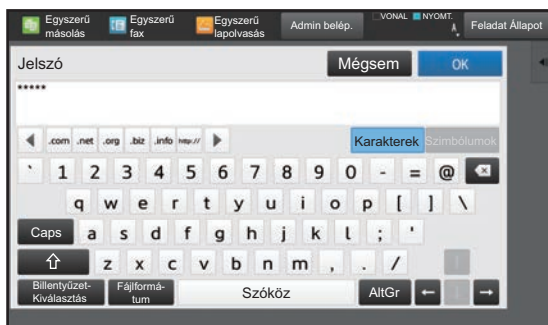 Egyszerű másolás
Egyszerű fax
Egyszerű lapolvasás
Admin belép.
VONAL
NYOMT.
Feladat Állapot
Jelszó
Mégsem
OK
*****
.com .net .org .biz .info http://
Karakterek
Szimbólumok
` 1 2 3 4 5 6 7 8 9 0 - = @
q w e r t y u i o p [ ] \
Caps a s d f g h j k l ; '
z x c v b n m , . /
Billentyűzet-
Kiválasztás
Fájlformá-
tum
Szóköz
AltGr